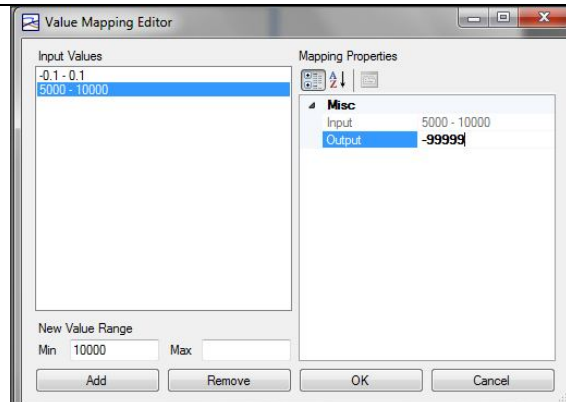 Value Mapping Editor
Input Values
-0.1 - 0.1
5000 - 10000
New Value Range
Min 10000 Max
Add Remove
Mapping Properties
Misc
Input 5000 - 10000
Output -99999
OK Cancel